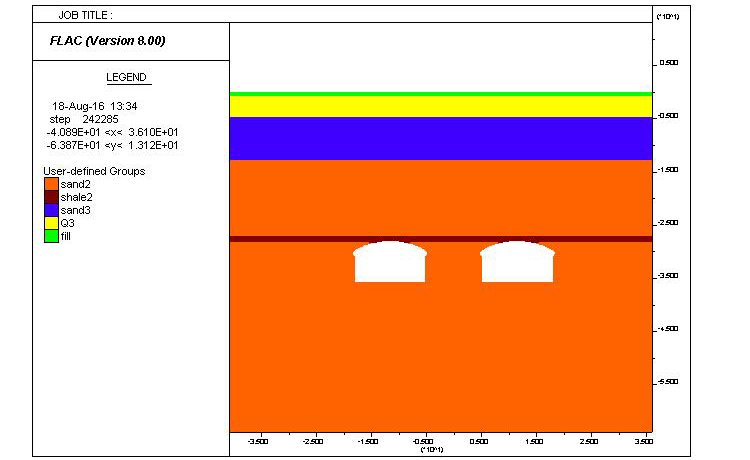 JOB TITLE :
FLAC (Version 8.00)
LEGEND
18-Aug-16 13:34
step 242285
-4.089E+01 <x< 3.610E+01
-6.387E+01 <y< 1.312E+01
User-defined Groups
sand2
shale2
sand3
Q3
fill
(*10^1)
0.500
-0.500
-1.500
-2.500
-3.500
-4.500
-5.500
-3.500 -2.500 -1.500 -0.500 0.500 1.500 2.500 3.500
(*10^1)